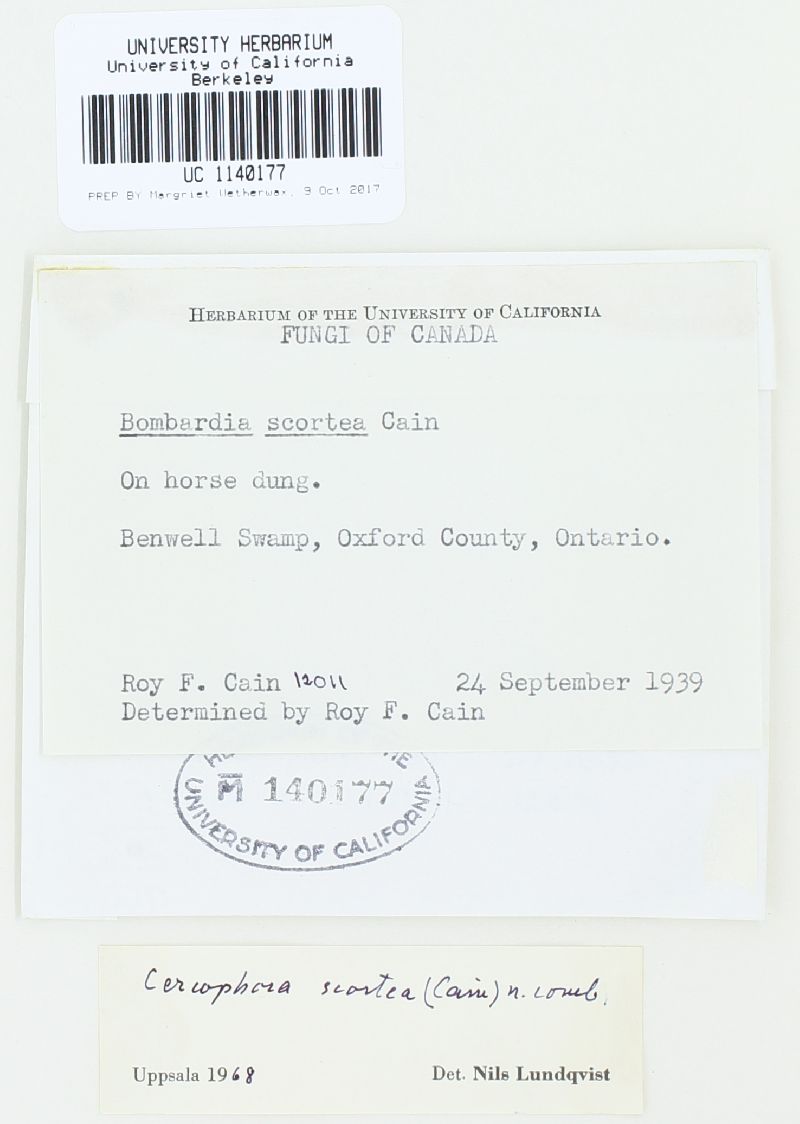 UNIVERSITY HERBARIUM
University of California
Berkeley
UC 1140177
PREP BY Margriet Wetherwax, 9 Oct 2017
HERBARIUM OF THE UNIVERSITY OF CALIFORNIA
FUNGI OF CANADA
Bombardia scortea Cain
On horse dung.
Benwell Swamp, Oxford County, Ontario.
Roy F. Cain 12011 24 September 1939
Determined by Roy F. Cain
M 140177
UNIVERSITY OF CALIFORNIA
Cercophora scortea (Cain) n. comb.
Uppsala 1968 Det. Nils Lundqvist